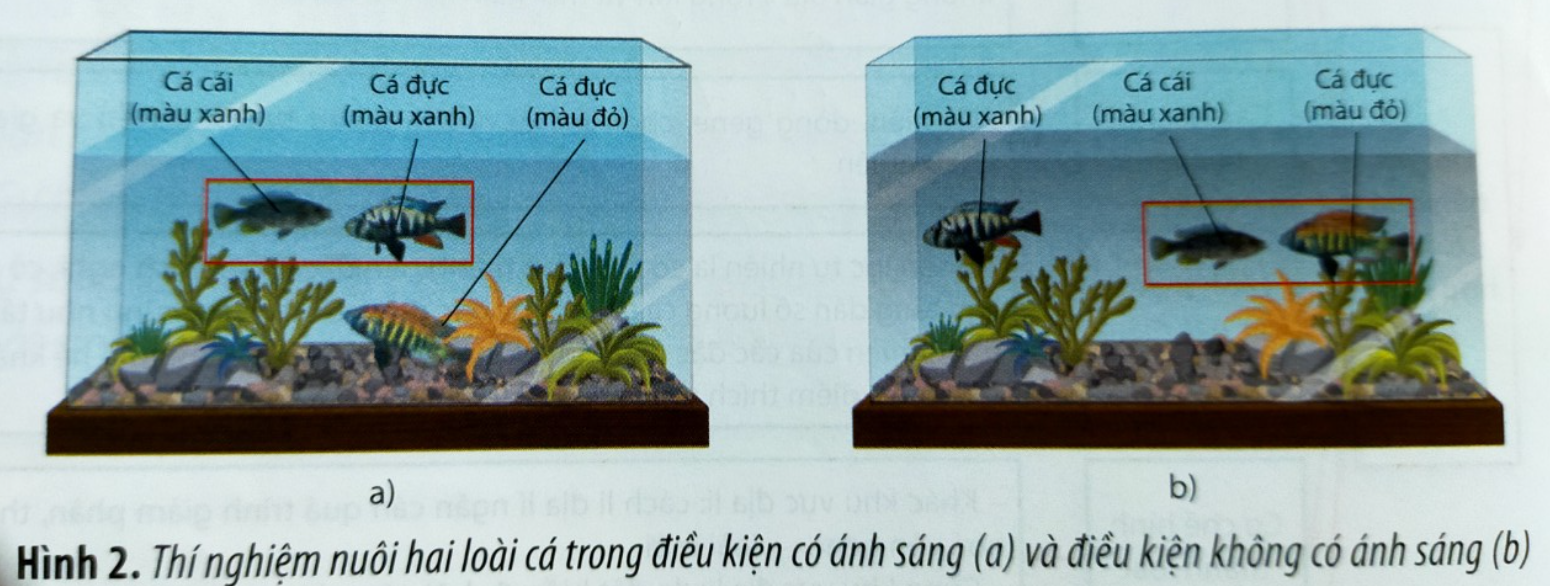 Cá cái
(màu xanh)
Cá đực
(màu xanh)
Cá đực
(màu đỏ)
Cá đực
(màu xanh)
Cá cái
(màu xanh)
Cá đực
(màu đỏ)
a)
b)
Hình 2. Thí nghiệm nuôi hai loài cá trong điều kiện có ánh sáng (a) và điều kiện không có ánh sáng (b)